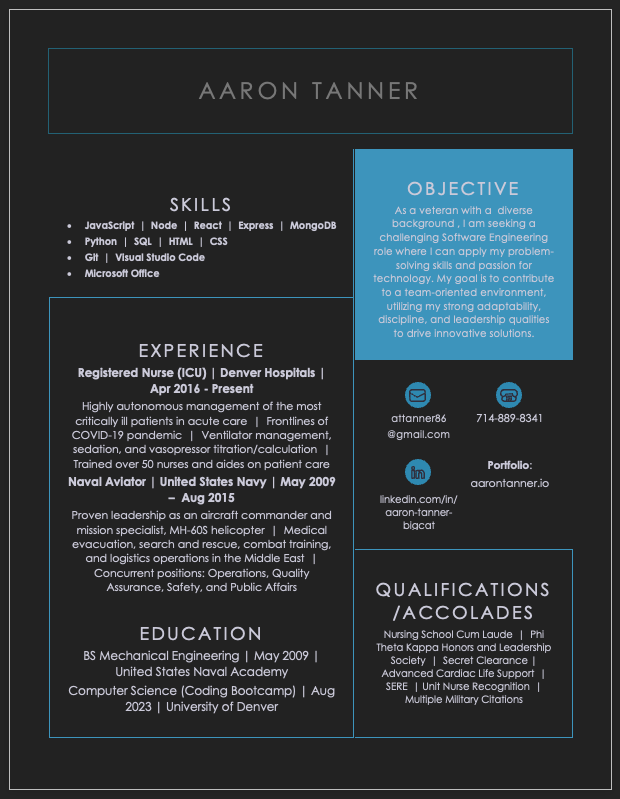 AARON TANNER
SKILLS
• JavaScript | Node | React | Express | MongoDB
• Python | SQL | HTML | CSS
• Git | Visual Studio Code
• Microsoft Office
EXPERIENCE
Registered Nurse (ICU) | Denver Hospitals |
Apr 2016 - Present
Highly autonomous management of the most
critically ill patients in acute care | Frontlines of
COVID-19 pandemic | Ventilator management,
sedation, and vasopressor titration/calculation |
Trained over 50 nurses and aides on patient care
Naval Aviator | United States Navy | May 2009
– Aug 2015
Proven leadership as an aircraft commander and
mission specialist, MH-60S helicopter | Medical
evacuation, search and rescue, combat training,
and logistics operations in the Middle East |
Concurrent positions: Operations, Quality
Assurance, Safety, and Public Affairs
EDUCATION
BS Mechanical Engineering | May 2009 |
United States Naval Academy
Computer Science (Coding Bootcamp) | Aug
2023 | University of Denver
OBJECTIVE
As a veteran with a diverse
background , I am seeking a
challenging Software Engineering
role where I can apply my problem-
solving skills and passion for
technology. My goal is to contribute
to a team-oriented environment,
utilizing my strong adaptability,
discipline, and leadership qualities
to drive innovative solutions.
attanner86
@gmail.com
714-889-8341
in
linkedin.com/in/
aaron-tanner-
bigcat
Portfolio:
aarontanner.io
QUALIFICATIONS
/ACCOLADES
Nursing School Cum Laude | Phi
Theta Kappa Honors and Leadership
Society | Secret Clearance |
Advanced Cardiac Life Support |
SERE | Unit Nurse Recognition |
Multiple Military Citations